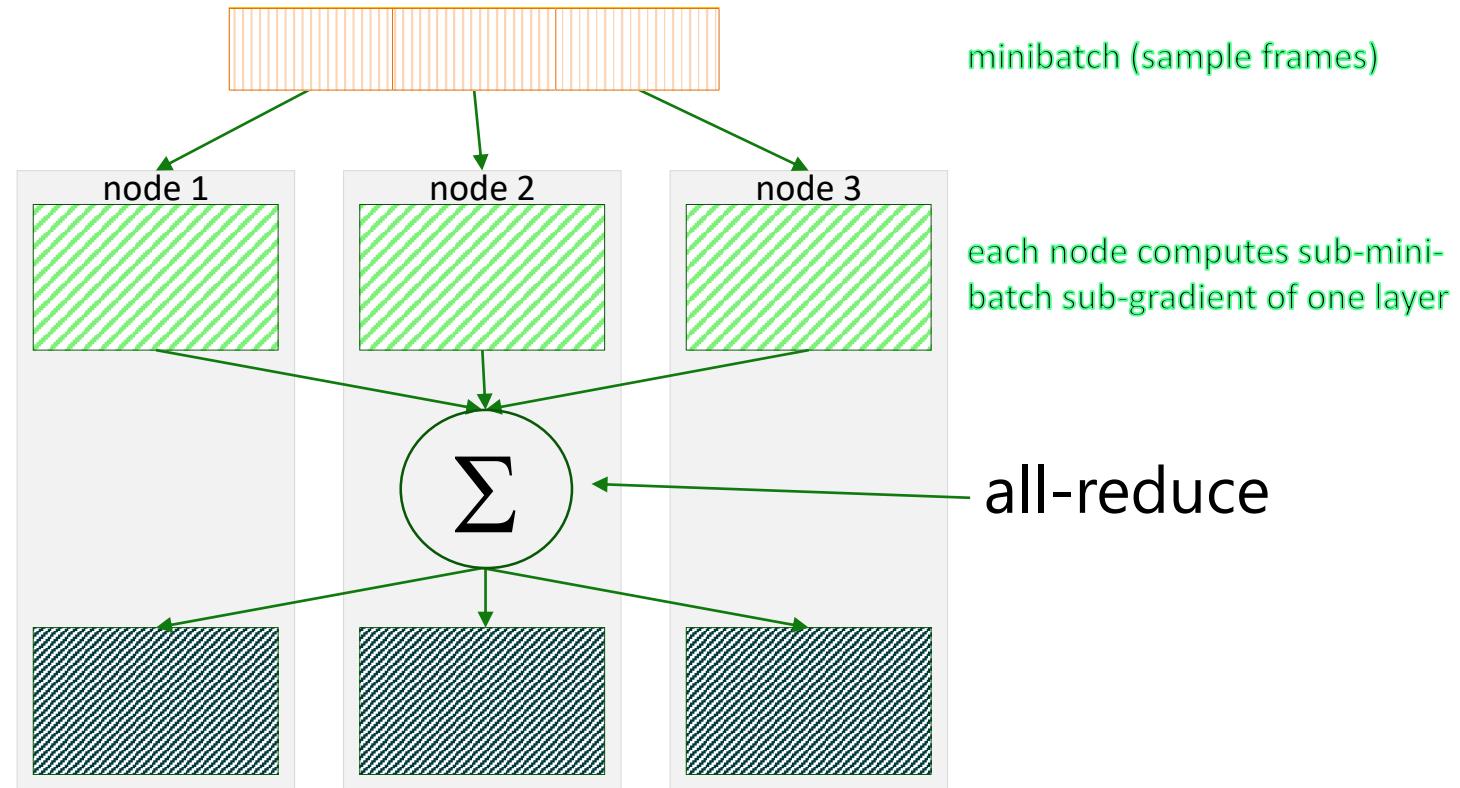 minibatch (sample frames)
node 1
node 2
node 3
each node computes sub-mini-
batch sub-gradient of one layer
Σ
all-reduce